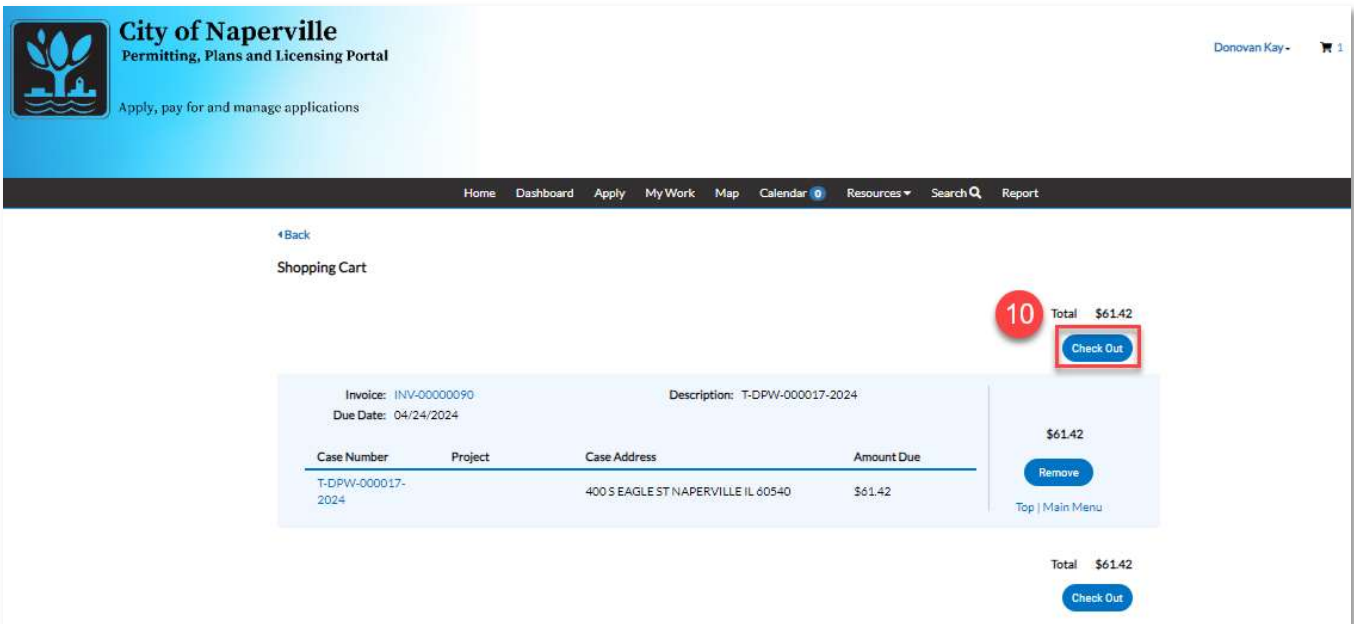 City of Naperville
Permitting, Plans and Licensing Portal
Apply, pay for and manage applications
Donovan Kay
1
Home Dashboard Apply My Work Map Calendar 0 Resources Search Report
Back
Shopping Cart
10 Total $61.42
Check Out
Invoice: INV-00000090 Description: T-DPW-000017-2024
Due Date: 04/24/2024
$61.42
Case Number Project Case Address Amount Due
Remove
T-DPW-000017-
2024
400 S EAGLE ST NAPERVILLE IL 60540 $61.42
Top | Main Menu
Total $61.42
Check Out